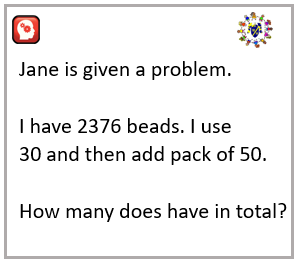 Jane is given a problem.
I have 2376 beads. I use
30 and then add pack of 50.
How many does have in total?